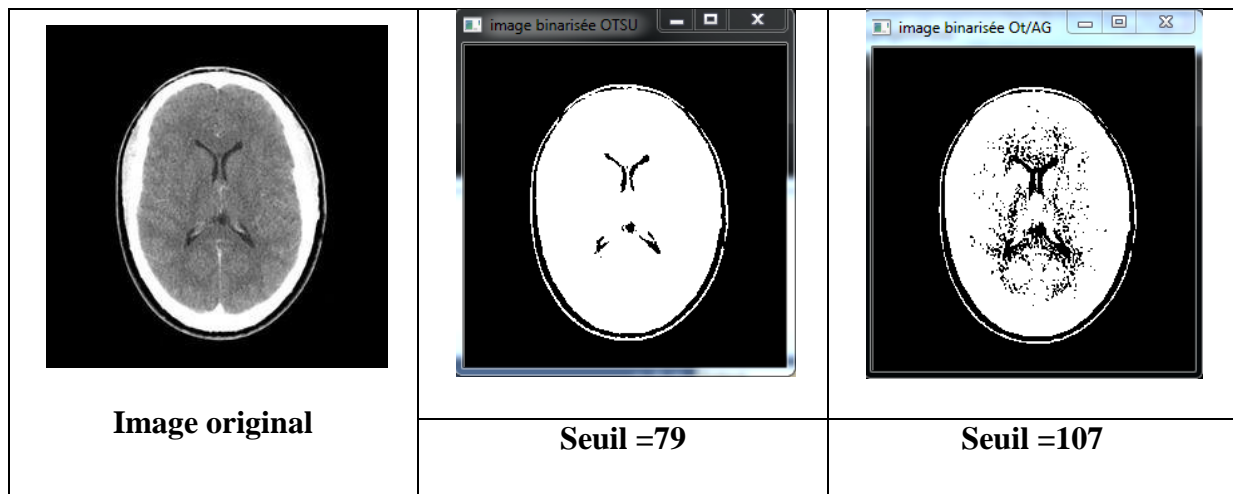 image binarisée OTSU
image binarisée Ot/AG
Image original
Seuil =79
Seuil =107